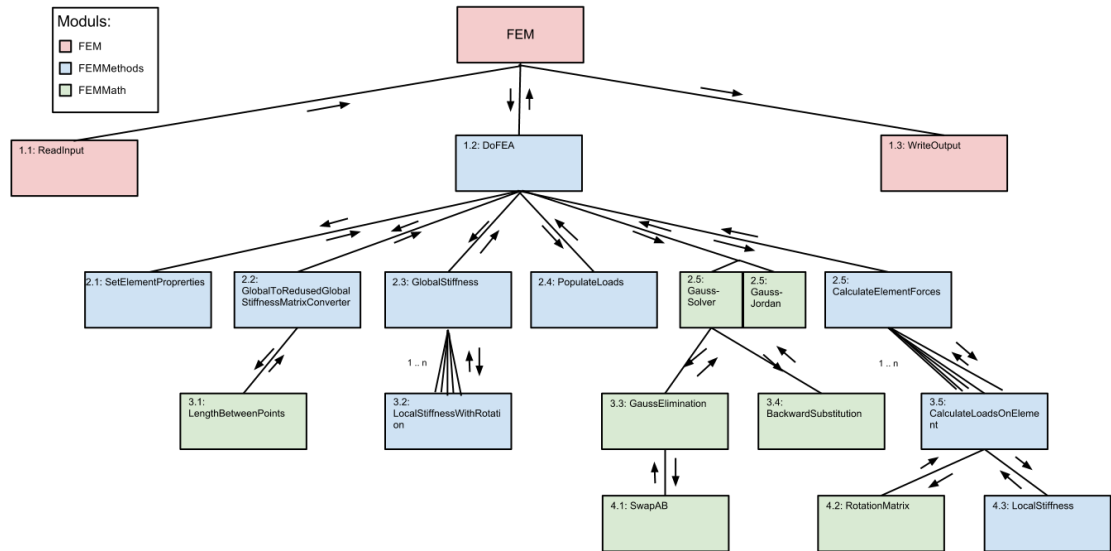 Moduls:
FEM
FEMMethods
FEMMath
FEM
1.1: ReadInput
1.2: DoFEA
1.3: WriteOutput
2.1: SetElementProprerties
2.2:
GlobalToRedusedGlobal
StiffnessMatrixConverter
2.3: GlobalStiffness
2.4: PopulateLoads
2.5:
Gauss-
Solver
2.5:
Gauss-
Jordan
2.5:
CalculateElementForces
1 .. n
1 .. n
3.1:
LengthBetweenPoints
3.2:
LocalStiffnessWithRotati
on
3.3: GaussElimination
3.4:
BackwardSubstitution
3.5:
CalculateLoadsOnEleme
nt
4.1: SwapAB
4.2: RotationMatrix
4.3: LocalStiffness